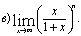 в) lim_{x→∞} (x / (1 + x))^x.